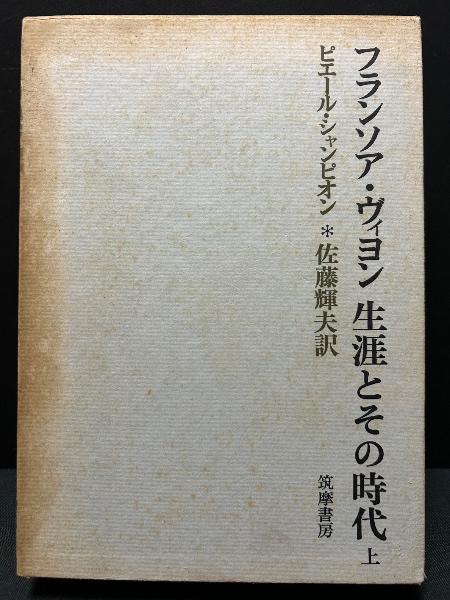 フランソア・ヴィヨン 生涯とその時代 上
ピエール・シャンピオン＊佐藤輝夫訳
筑摩書房